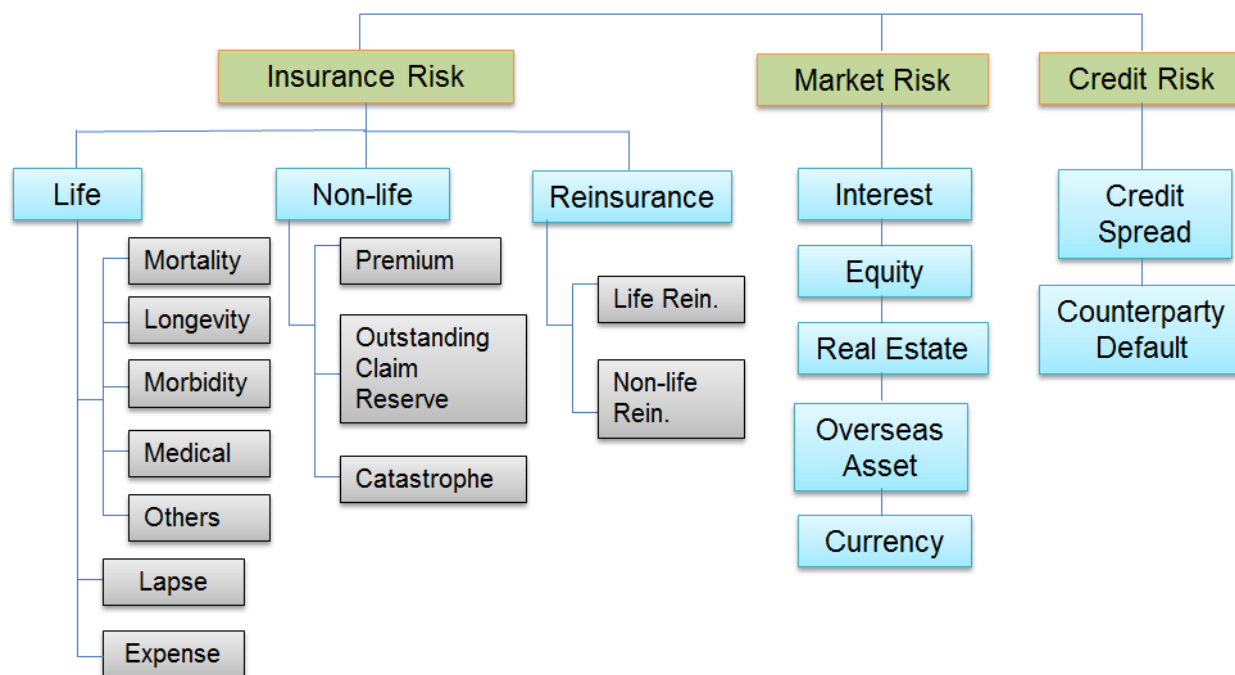 Insurance Risk
Market Risk
Credit Risk
Life
Non-life
Reinsurance
Mortality
Longevity
Morbidity
Medical
Others
Lapse
Expense
Premium
Outstanding
Claim
Reserve
Catastrophe
Life Rein.
Non-life
Rein.
Interest
Equity
Real Estate
Overseas
Asset
Currency
Credit
Spread
Counterparty
Default